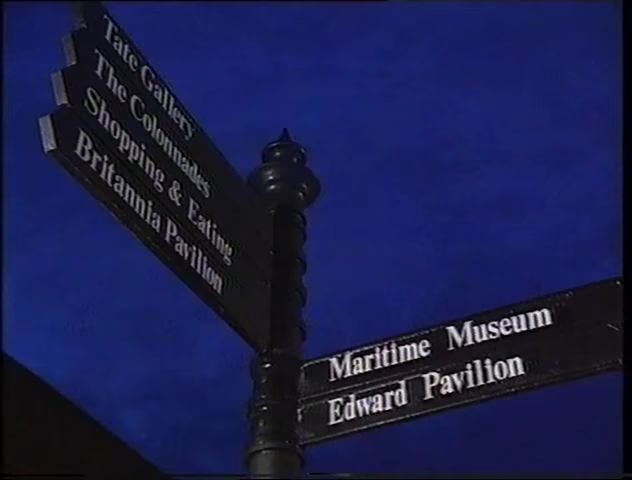 Tate Gallery
The Colonnades
Shopping & Eating
Britannia Pavilion
Maritime Museum
Edward Pavilion